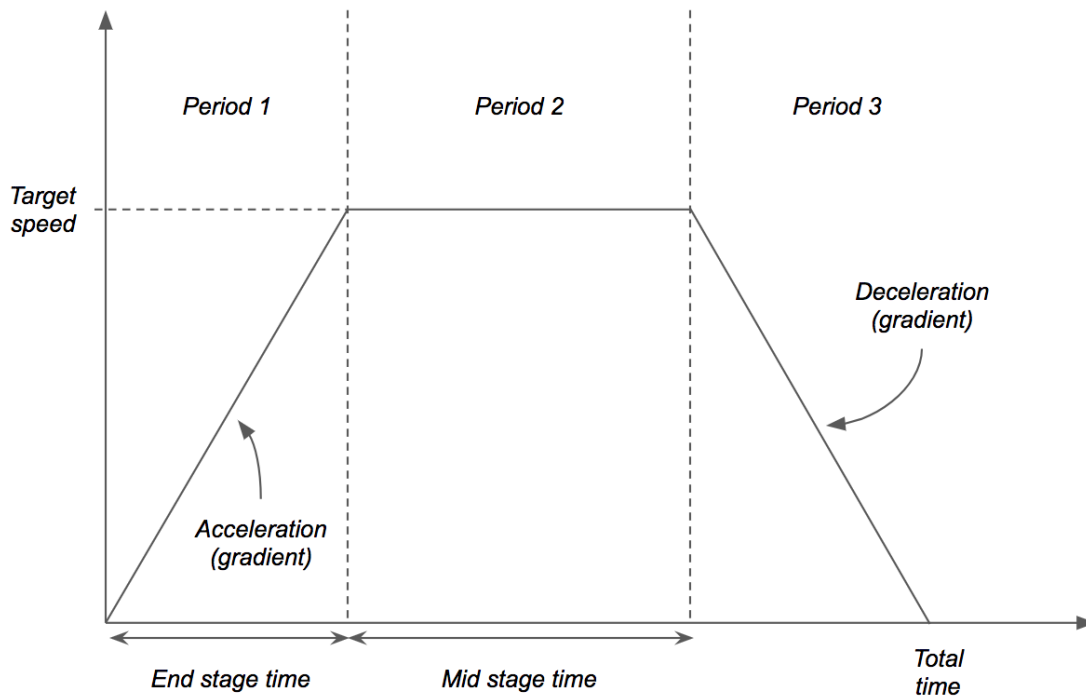 Period 1
Period 2
Period 3
Target
speed
Deceleration
(gradient)
Acceleration
(gradient)
End stage time
Mid stage time
Total
time